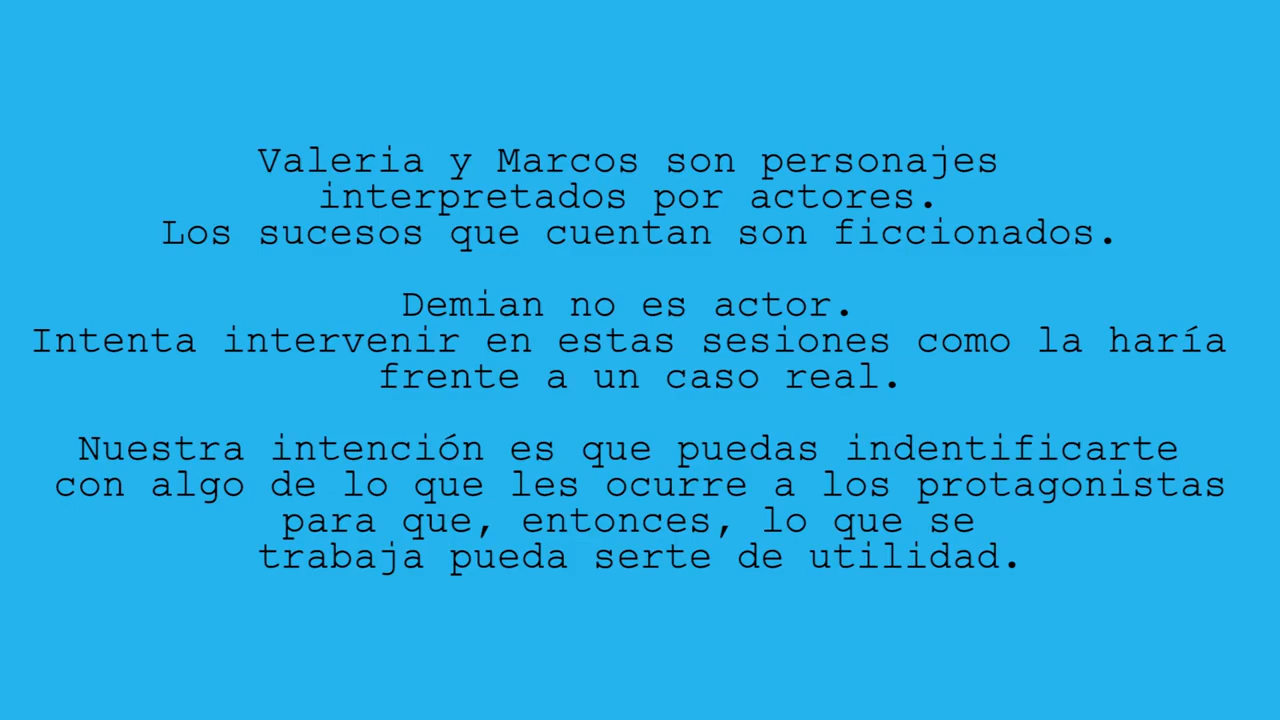 Valeria y Marcos son personajes
interpretados por actores.
Los sucesos que cuentan son ficcionados.
Demian no es actor.
Intenta intervenir en estas sesiones como la haría
frente a un caso real.
Nuestra intención es que puedas indentificarte
con algo de lo que les ocurre a los protagonistas
para que, entonces, lo que se
trabaja pueda serte de utilidad.